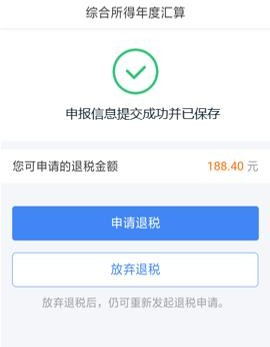 综合所得年度汇算
申报信息提交成功并已保存
您可申请的退税金额 188.40 元
申请退税
放弃退税
放弃退税后，仍可重新发起退税申请。